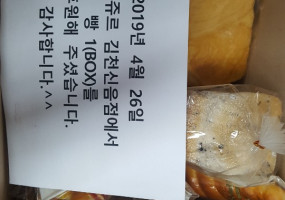 2019년 4월 26일
쥬르 김천신음점에서
빵 1(BOX)를
원해 주셨습니다.
감사합니다.^^